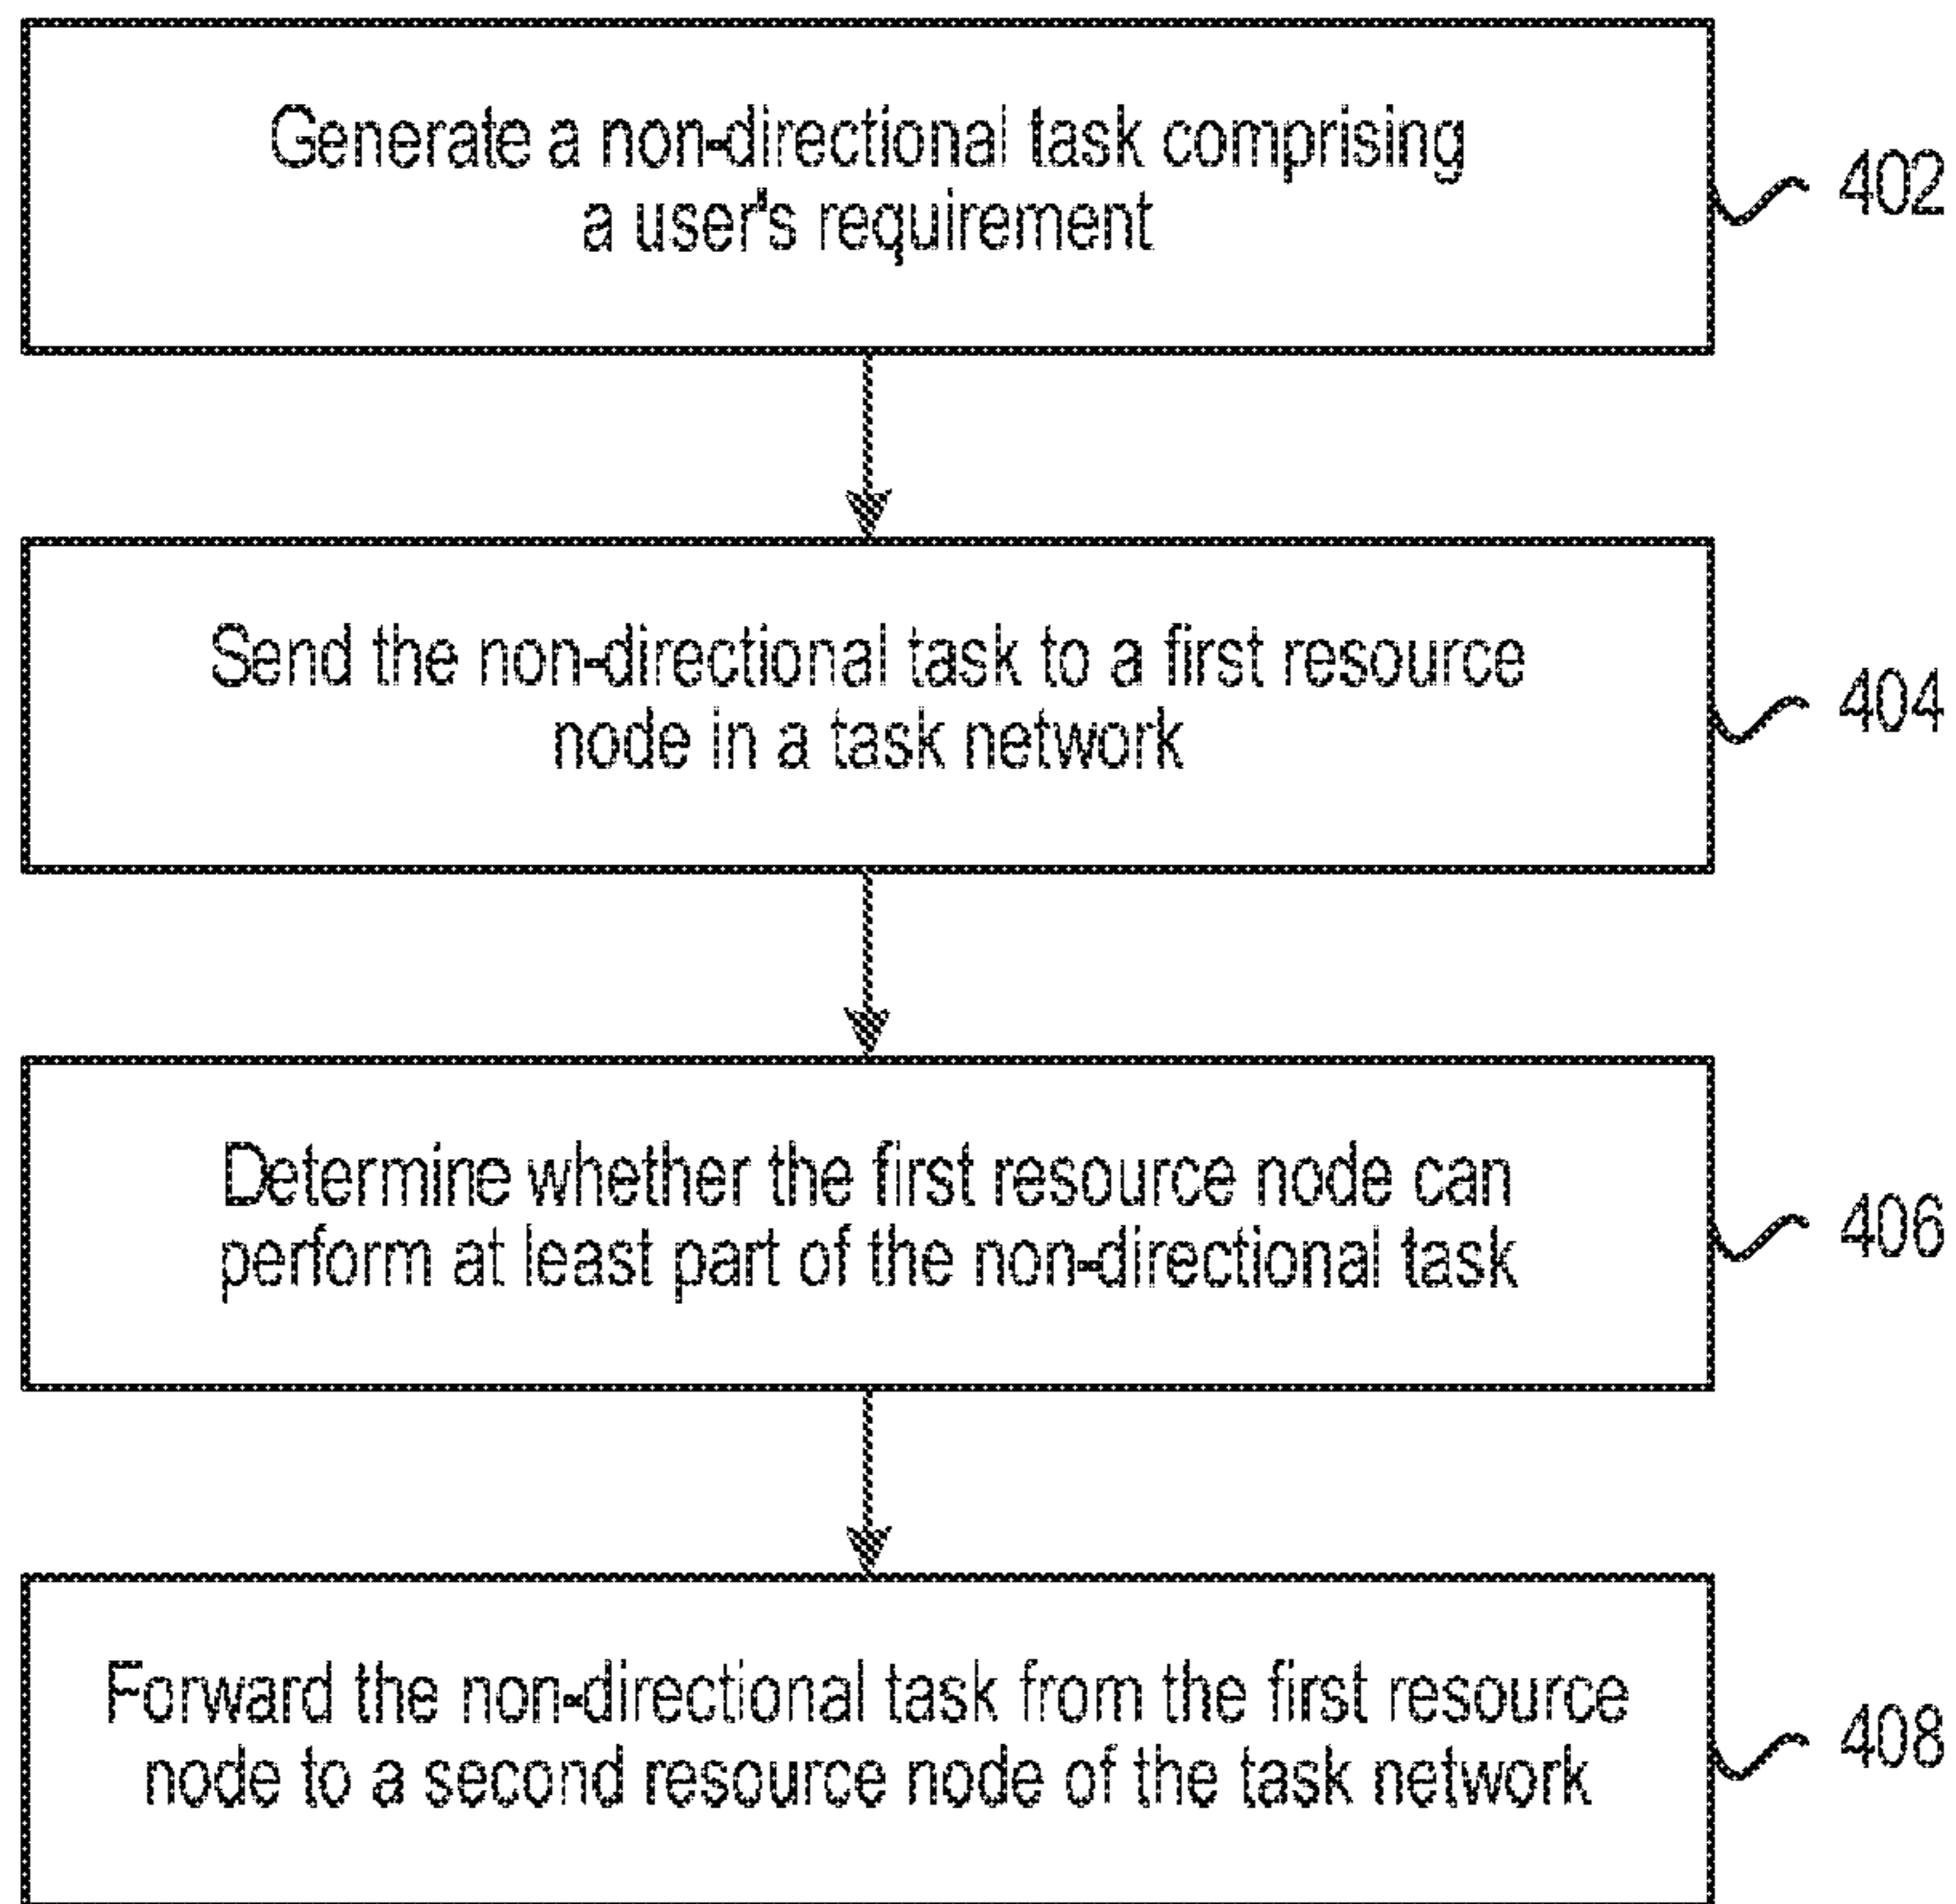 Generate a non-directional task comprising
a user's requirement
402
Send the non-directional task to a first resource
node in a task network
404
Determine whether the first resource node can
perform at least part of the non-directional task
406
Forward the non-directional task from the first resource
node to a second resource node of the task network
408